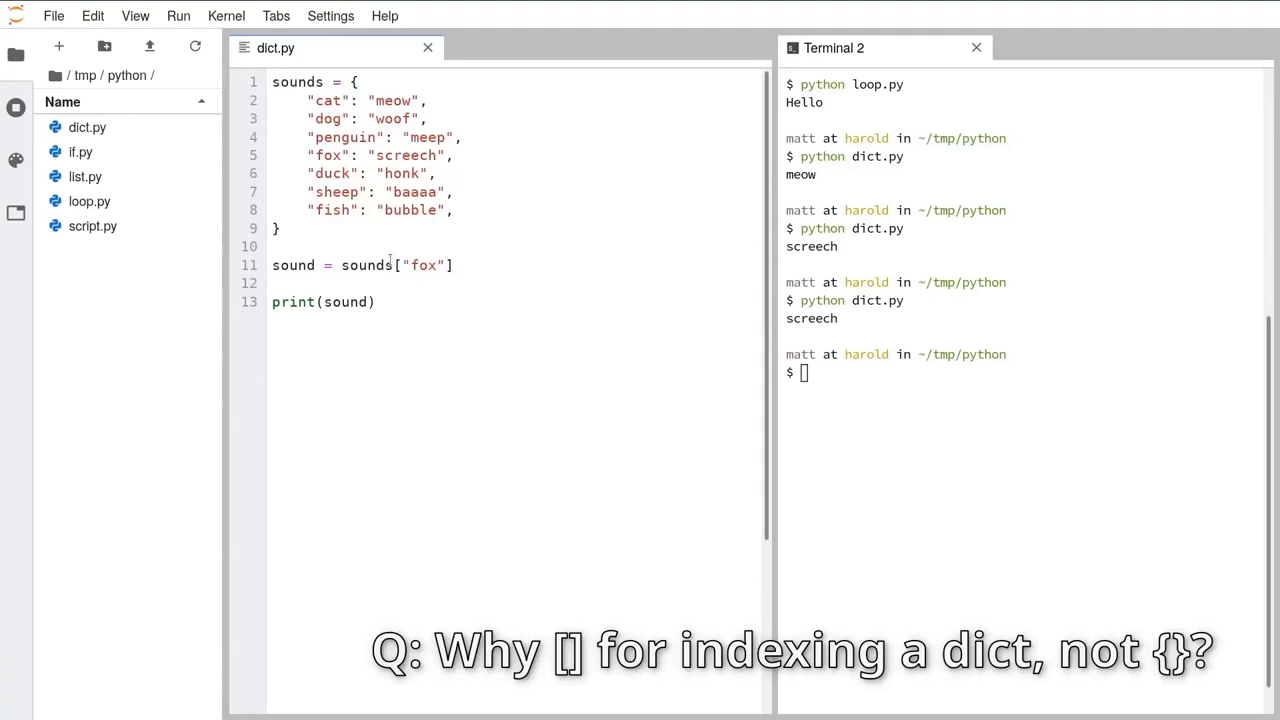 File Edit View Run Kernel Tabs Settings Help
/ tmp / python /
Name
dict.py
if.py
list.py
loop.py
script.py
dict.py
1 sounds = {
2     "cat": "meow",
3     "dog": "woof",
4     "penguin": "meep",
5     "fox": "screech",
6     "duck": "honk",
7     "sheep": "baaaa",
8     "fish": "bubble",
9 }
10
11 sound = sounds["fox"]
12
13 print(sound)
Terminal 2
$ python loop.py
Hello
matt at harold in ~/tmp/python
$ python dict.py
meow
matt at harold in ~/tmp/python
$ python dict.py
screech
matt at harold in ~/tmp/python
$ python dict.py
screech
matt at harold in ~/tmp/python
$
Q: Why [] for indexing a dict, not {}?